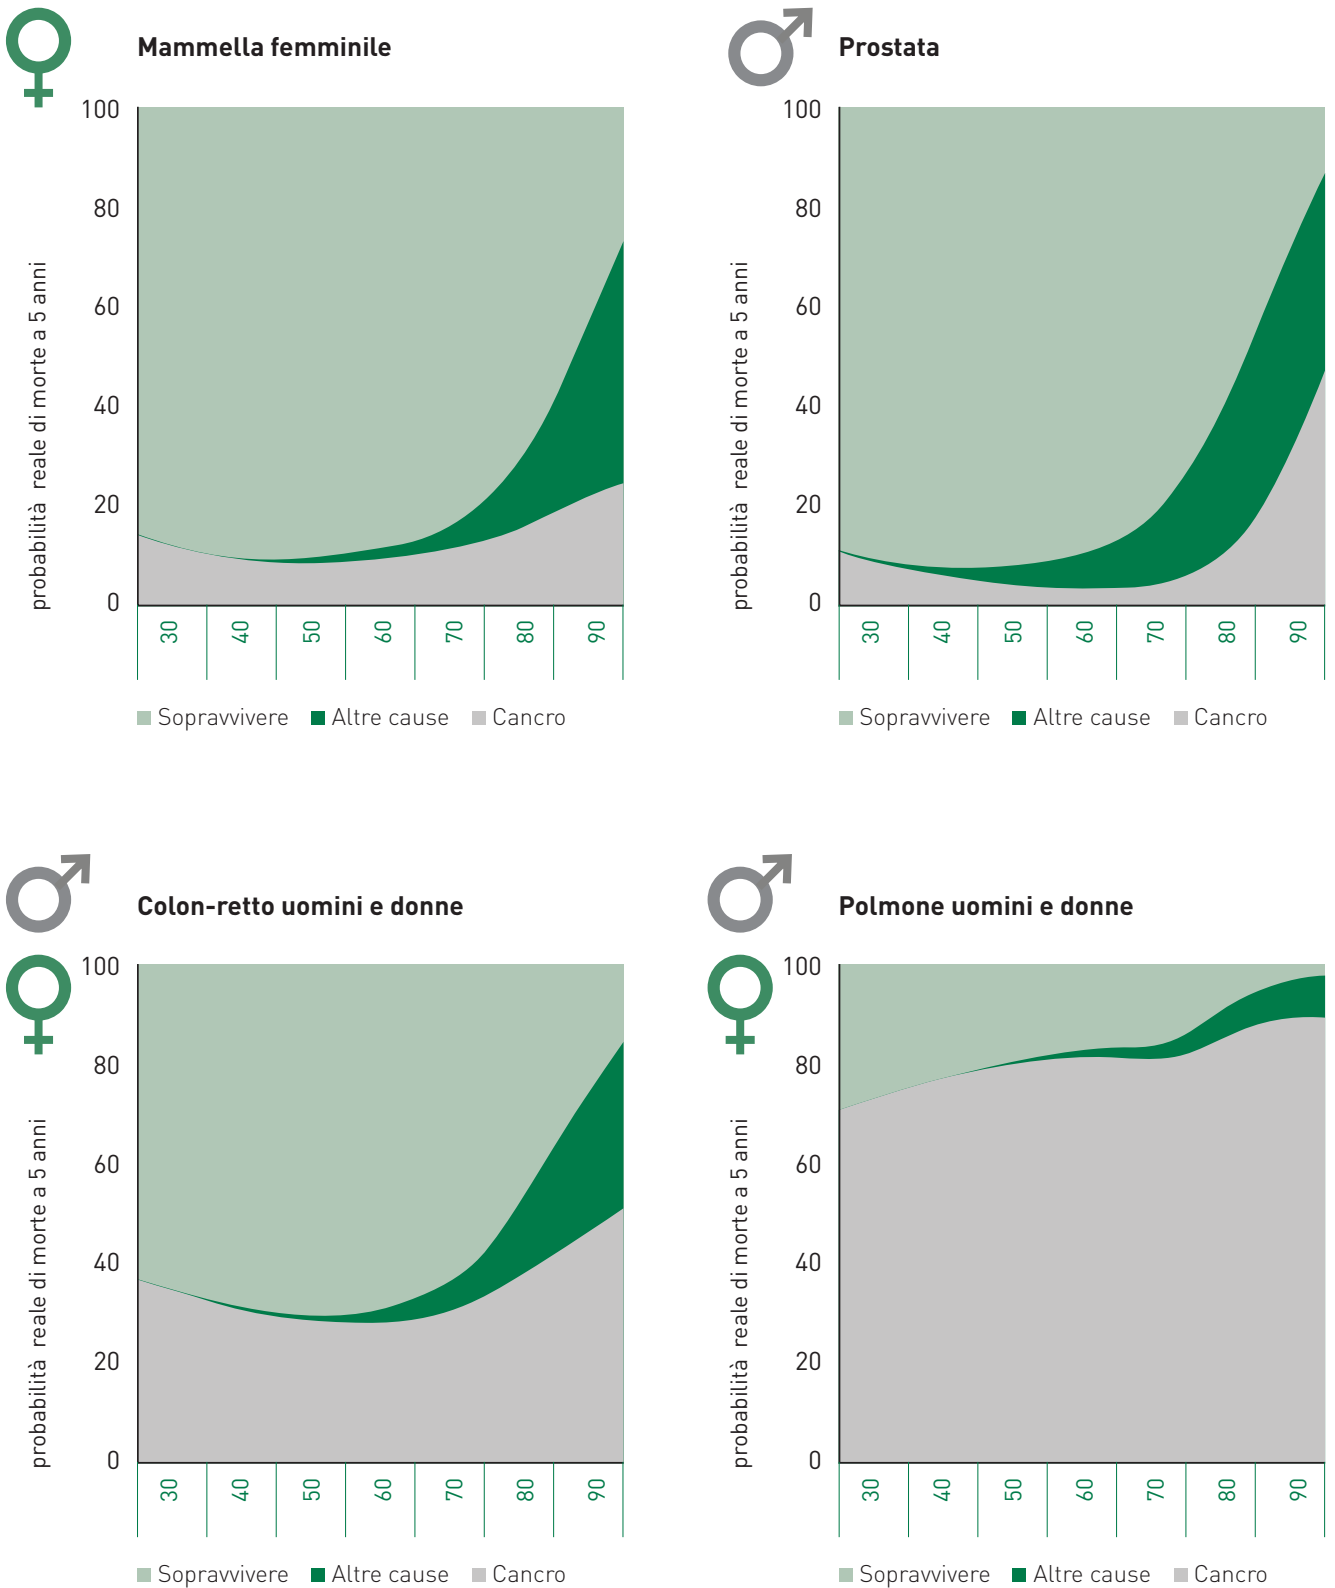 Mammella femminile
probabilità reale di morte a 5 anni
100
80
60
40
20
0
30 40 50 60 70 80 90
Sopravvivere Altre cause Cancro
Prostata
probabilità reale di morte a 5 anni
100
80
60
40
20
0
30 40 50 60 70 80 90
Sopravvivere Altre cause Cancro
Colon-retto uomini e donne
probabilità reale di morte a 5 anni
100
80
60
40
20
0
30 40 50 60 70 80 90
Sopravvivere Altre cause Cancro
Polmone uomini e donne
probabilità reale di morte a 5 anni
100
80
60
40
20
0
30 40 50 60 70 80 90
Sopravvivere Altre cause Cancro